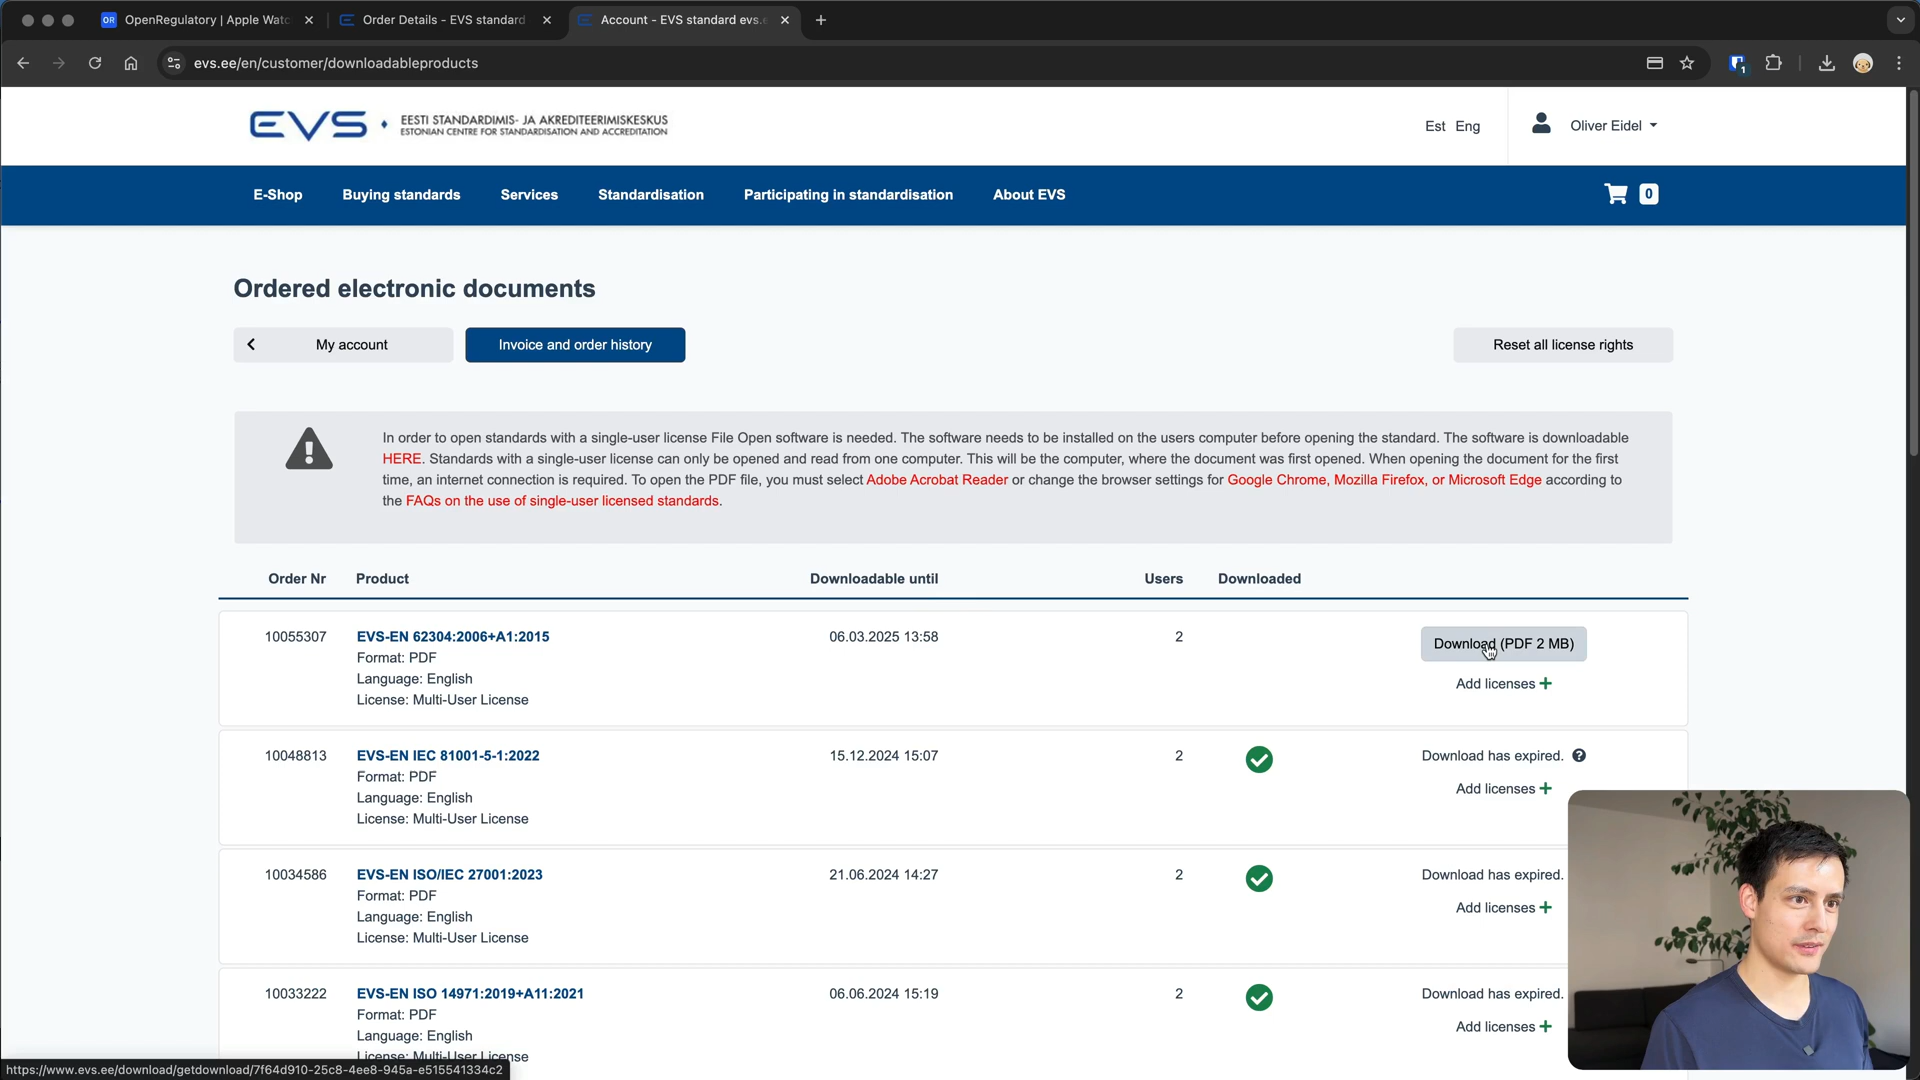 OR OpenRegulatory | Apple Watc
Order Details - EVS standard
Account - EVS standard evs.e
evs.ee/en/customer/downloadableproducts
1
EVS
EESTI STANDARDIMIS- JA AKREDITEERIMISKESKUS
ESTONIAN CENTRE FOR STANDARDISATION AND ACCREDITATION
Est Eng
Oliver Eidel
E-Shop
Buying standards
Services
Standardisation
Participating in standardisation
About EVS
0
Ordered electronic documents
My account
Invoice and order history
Reset all license rights
In order to open standards with a single-user license File Open software is needed. The software needs to be installed on the users computer before opening the standard. The software is downloadable
HERE. Standards with a single-user license can only be opened and read from one computer. This will be the computer, where the document was first opened. When opening the document for the first
time, an internet connection is required. To open the PDF file, you must select Adobe Acrobat Reader or change the browser settings for Google Chrome, Mozilla Firefox, or Microsoft Edge according to
the FAQs on the use of single-user licensed standards.
Order Nr Product Downloadable until Users Downloaded
10055307 EVS-EN 62304:2006+A1:2015 06.03.2025 13:58 2 Download (PDF 2 MB)
Format: PDF
Language: English
Add licenses
License: Multi-User License
10048813 EVS-EN IEC 81001-5-1:2022 15.12.2024 15:07 2 Download has expired.
Format: PDF
Add licenses
Language: English
License: Multi-User License
10034586 EVS-EN ISO/IEC 27001:2023 21.06.2024 14:27 2 Download has expired.
Format: PDF
Add licenses
Language: English
License: Multi-User License
10033222 EVS-EN ISO 14971:2019+A11:2021 06.06.2024 15:19 2 Download has expired.
Format: PDF
Add licenses
Language: English
License: Multi-User License
https://www.evs.ee/download/getdownload/7f64d910-25c8-4ee8-945a-e515541334c2